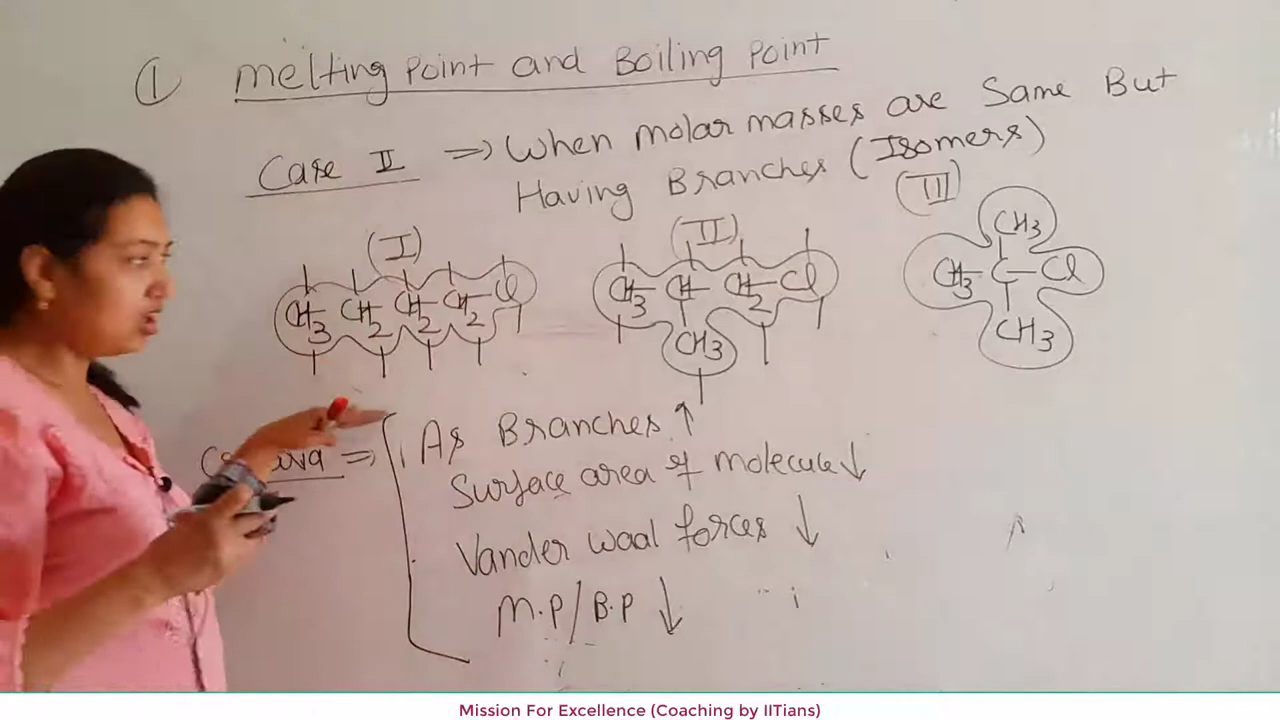 ① Melting Point and Boiling Point
Case II ⇒ When Molar masses are Same But
Having Branches (Isomers)
(I) (II) (III)
CH3 CH2 CH2 CH2 Cl
CH3 - CH - CH2 - Cl
CH3
CH3
CH3 - C - Cl
CH3
⇒ As Branches ↑
Surface area of molecule ↓
Vander waal forces ↓
M.P/B.P ↓
Mission For Excellence (Coaching by IITians)